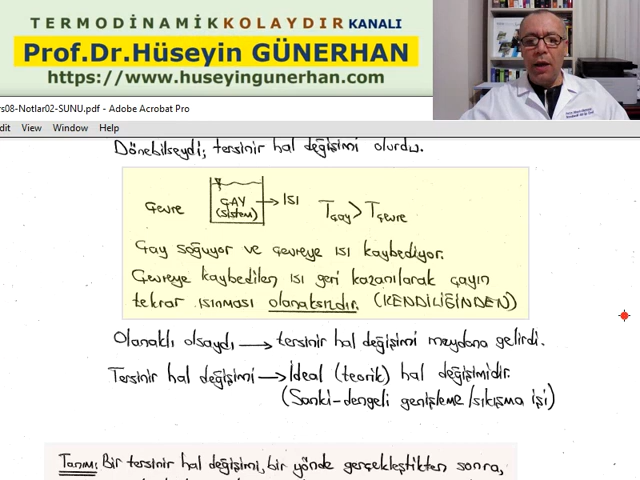 TERMODİNAMİKKOLAYDIR KANALI
Prof.Dr.Hüseyin GÜNERHAN
https://www.huseyingunerhan.com
rs08-Notlar02-SUNU.pdf - Adobe Acrobat Pro
dit View Window Help
Dönebilseydi, tersinir hal değişimi olurdu.
Çevre
ÇAY
(sistem)
ISI
Tçay > Tçevre
Çay soğuyor ve çevreye ısı kaybediyor.
Çevreye kaybedilen ısı geri kazanılarak çayın
tekrar ısınması olanaksızdır. (KENDİLİĞİNDEN)
Olanaklı olsaydı → tersinir hal değişimi meydana gelirdi.
Tersinir hal değişimi → İdeal (teorik) hal değişimidir.
(Sanki-dengeli genişleme/sıkışma işi)
Tanım: Bir tersinir hal değişimi, bir yönde gerçekleştikten sonra,